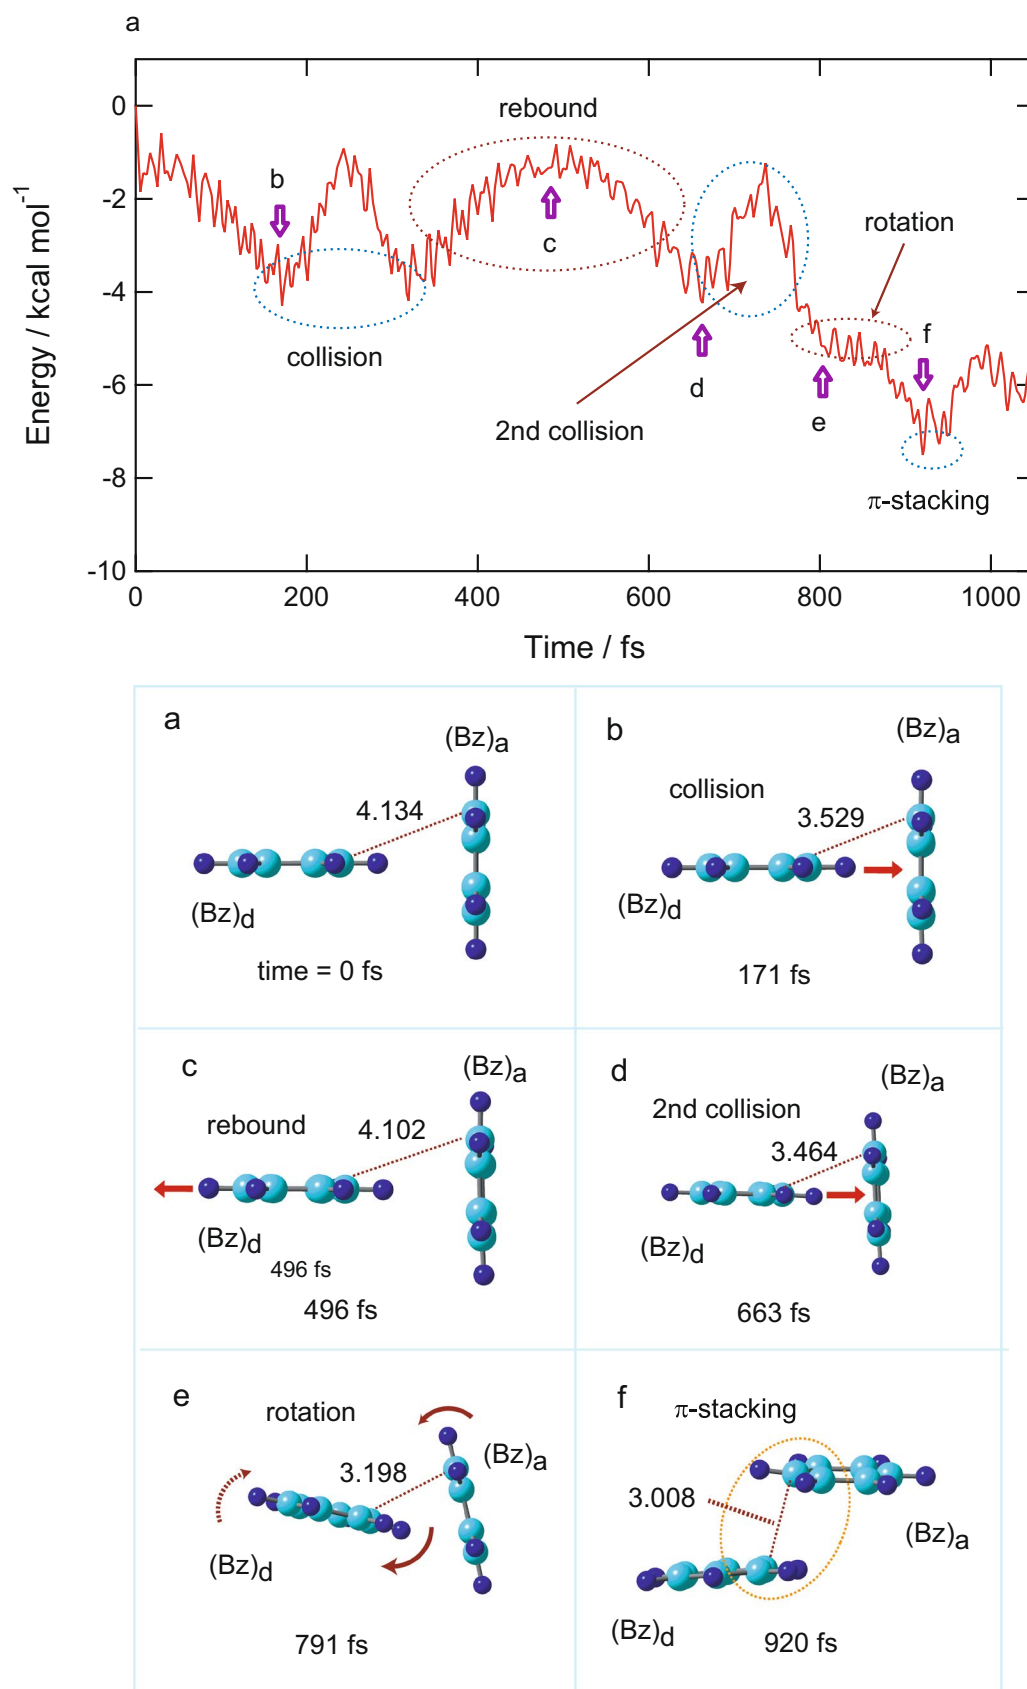 a
0
-2
-4
-6
-8
-10
Energy / kcal mol⁻¹
rebound
b
c
rotation
collision
d
2nd collision
e
f
π-stacking
0 200 400 600 800 1000
Time / fs
a
(Bz)a
4.134
(Bz)d
time = 0 fs
b
(Bz)a
collision
3.529
(Bz)d
171 fs
c
(Bz)a
rebound
4.102
(Bz)d
496 fs
496 fs
d
(Bz)a
2nd collision
3.464
(Bz)d
663 fs
e
rotation
(Bz)a
3.198
(Bz)d
791 fs
f
π-stacking
3.008
(Bz)a
(Bz)d
920 fs